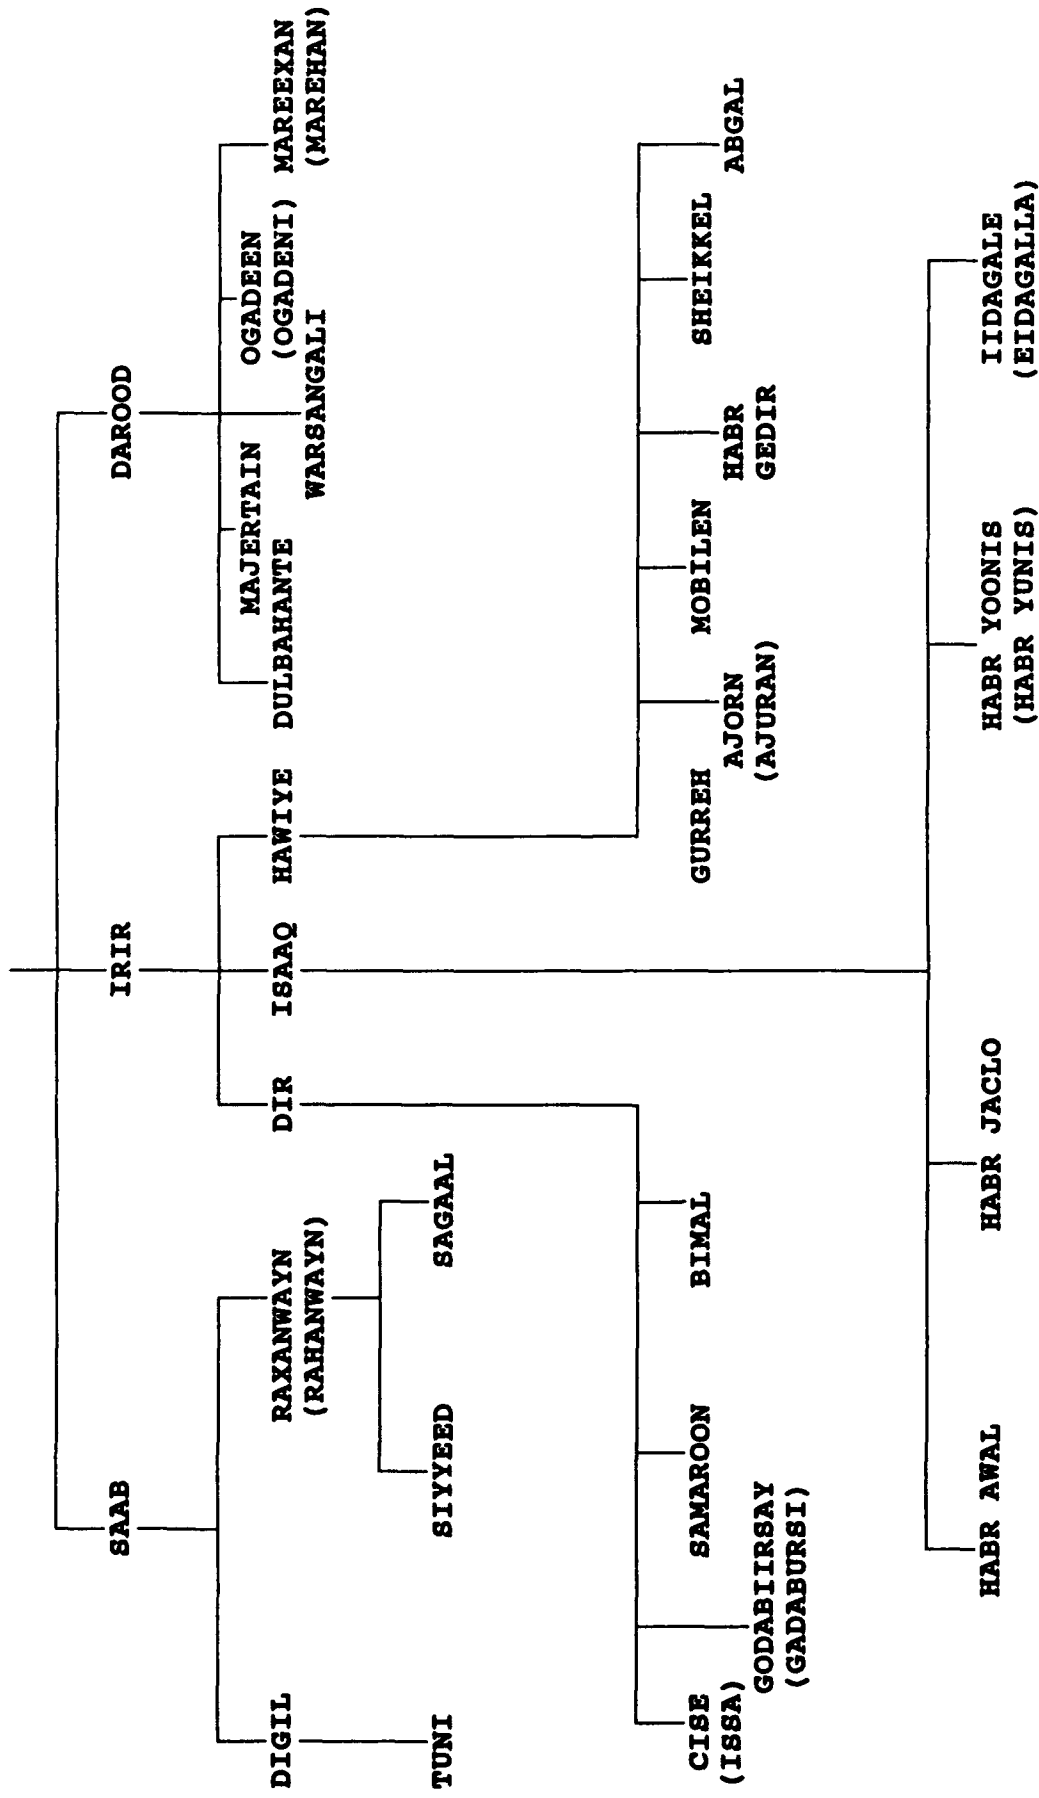 SAAB
IRIR
DAROOD
DIGIL
RAXANWAYN
(RAHANWAYN)
DIR
ISAAQ
HAWIYE
DULBAHANTE
MAJERTAIN
WARSANGALI
OGADEEN
(OGADENI)
MAREEXAN
(MAREHAN)
TUNI
SIYYEED
SAGAAL
CISE
(ISSA)
GODABIIRSAY
(GADABURSI)
SAMAROON
BIMAL
GURREH
AJORN
(AJURAN)
MOBILEN
HABR
GEDIR
SHEIKKEL
ABGAL
HABR AWAL
HABR JACLO
HABR YOONIS
(HABR YUNIS)
IIDAGALE
(EIDAGALLA)